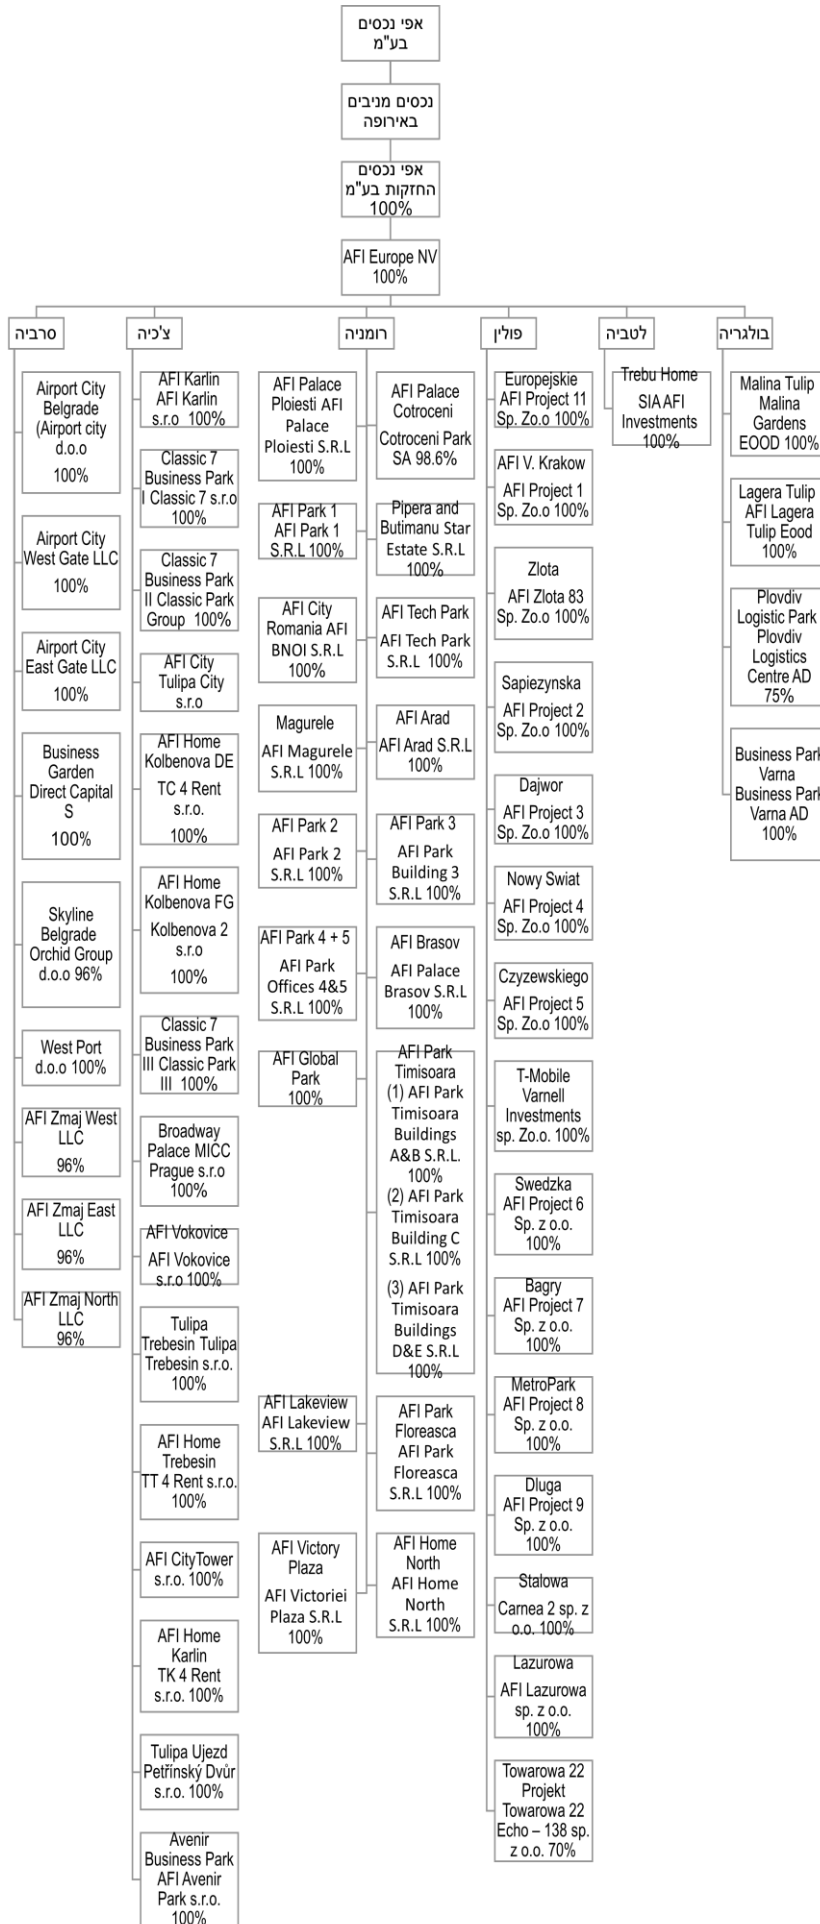 אפי נכסים
בע"מ
נכסים מניבים
באירופה
אפי נכסים
החזקות בע"מ
100%
AFI Europe NV
100%
סרביה
צ'כיה
רומניה
פולין
לטביה
בולגריה
Airport City
Belgrade
(Airport city
d.o.o
100%
Airport City
West Gate LLC
100%
Airport City
East Gate LLC
100%
Business
Garden
Direct Capital
S
100%
Skyline
Belgrade
Orchid Group
d.o.o 96%
West Port
d.o.o 100%
AFI Zmaj West
LLC
96%
AFI Zmaj East
LLC
96%
AFI Zmaj North
LLC
96%
AFI Karlin
AFI Karlin
s.r.o 100%
Classic 7
Business Park
I Classic 7 s.r.o
100%
Classic 7
Business Park
II Classic Park
Group 100%
AFI City
Tulipa City
s.r.o
AFI Home
Kolbenova DE
TC 4 Rent
s.r.o.
100%
AFI Home
Kolbenova FG
Kolbenova 2
s.r.o
100%
Classic 7
Business Park
III Classic Park
III 100%
Broadway
Palace MICC
Prague s.r.o
100%
AFI Vokovice
AFI Vokovice
s.r.o 100%
Tulipa
Trebesin Tulipa
Trebesin s.r.o.
100%
AFI Home
Trebesin
TT 4 Rent s.r.o.
100%
AFI CityTower
s.r.o. 100%
AFI Home
Karlin
TK 4 Rent
s.r.o. 100%
Tulipa Ujezd
Petřínský Dvůr
s.r.o. 100%
Avenir
Business Park
AFI Avenir
Park s.r.o.
100%
AFI Palace
Ploiesti AFI
Palace
Ploiesti S.R.L
100%
AFI Park 1
AFI Park 1
S.R.L 100%
AFI City
Romania AFI
BNOI S.R.L
100%
Magurele
AFI Magurele
S.R.L 100%
AFI Park 2
AFI Park 2
S.R.L 100%
AFI Park 4 + 5
AFI Park
Offices 4&5
S.R.L 100%
AFI Global
Park
100%
AFI Lakeview
AFI Lakeview
S.R.L 100%
AFI Victory
Plaza
AFI Victoriei
Plaza S.R.L
100%
AFI Palace
Cotroceni
Cotroceni Park
SA 98.6%
Pipera and
Butimanu Star
Estate S.R.L
100%
AFI Tech Park
AFI Tech Park
S.R.L 100%
AFI Arad
AFI Arad S.R.L
100%
AFI Park 3
AFI Park
Building 3
S.R.L 100%
AFI Brasov
AFI Palace
Brasov S.R.L
100%
AFI Park
Timisoara
(1) AFI Park
Timisoara
Buildings
A&B S.R.L.
100%
(2) AFI Park
Timisoara
Building C
S.R.L 100%
(3) AFI Park
Timisoara
Buildings
D&E S.R.L
100%
AFI Park
Floreasca
AFI Park
Floreasca
S.R.L 100%
AFI Home
North
AFI Home
North
S.R.L 100%
Europejskie
AFI Project 11
Sp. Zo.o 100%
AFI V. Krakow
AFI Project 1
Sp. Zo.o 100%
Zlota
AFI Zlota 83
Sp. Zo.o 100%
Sapiezynska
AFI Project 2
Sp. Zo.o 100%
Dajwor
AFI Project 3
Sp. Zo.o 100%
Nowy Swiat
AFI Project 4
Sp. Zo.o 100%
Czyzewskiego
AFI Project 5
Sp. Zo.o 100%
T-Mobile
Varnell
Investments
sp. Zo.o. 100%
Swedzka
AFI Project 6
Sp. z o.o.
100%
Bagry
AFI Project 7
Sp. z o.o.
100%
MetroPark
AFI Project 8
Sp. z o.o.
100%
Dluga
AFI Project 9
Sp. z o.o.
100%
Stalowa
Carnea 2 sp. z
o.o. 100%
Lazurowa
AFI Lazurowa
sp. z o.o.
100%
Towarowa 22
Projekt
Towarowa 22
Echo – 138 sp.
z o.o. 70%
Trebu Home
SIA AFI
Investments
100%
Malina Tulip
Malina
Gardens
EOOD 100%
Lagera Tulip
AFI Lagera
Tulip Eood
100%
Plovdiv
Logistic Park
Plovdiv
Logistics
Centre AD
75%
Business Park
Varna
Business Park
Varna AD
100%